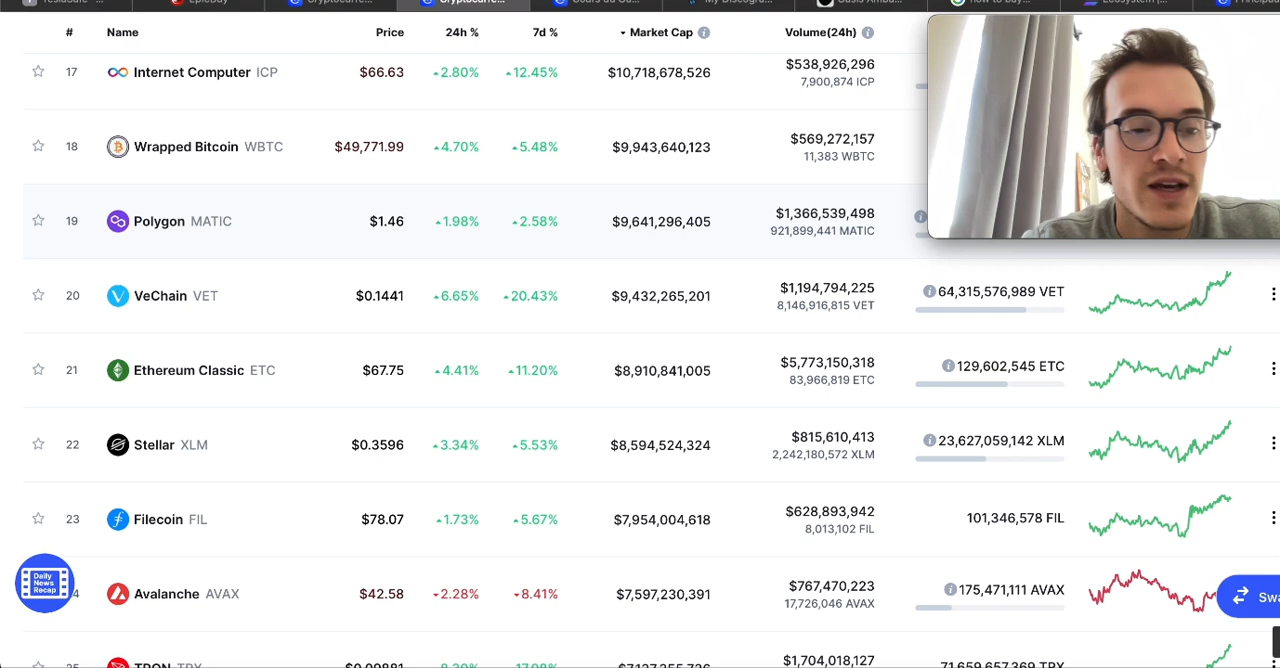 # Name Price 24h % 7d % Market Cap Volume(24h)
17 Internet Computer ICP $66.63 2.80% 12.45% $10,718,678,526 $538,926,296
7,900,874 ICP
18 Wrapped Bitcoin WBTC $49,771.99 4.70% 5.48% $9,943,640,123 $569,272,157
11,383 WBTC
19 Polygon MATIC $1.46 1.98% 2.58% $9,641,296,405 $1,366,539,498
921,899,441 MATIC
20 VeChain VET $0.1441 6.65% 20.43% $9,432,265,201 $1,194,794,225 64,315,576,989 VET
8,146,916,815 VET
21 Ethereum Classic ETC $67.75 4.41% 11.20% $8,910,841,005 $5,773,150,318 129,602,545 ETC
83,966,819 ETC
22 Stellar XLM $0.3596 3.34% 5.53% $8,594,524,324 $815,610,413 23,627,059,142 XLM
2,242,180,572 XLM
23 Filecoin FIL $78.07 1.73% 5.67% $7,954,004,618 $628,893,942 101,346,578 FIL
8,013,102 FIL
Daily
News
Recap
4 Avalanche AVAX $42.58 2.28% 8.41% $7,597,230,391 $767,470,223 175,471,111 AVAX
17,726,046 AVAX
Swa
$1,704,018,127